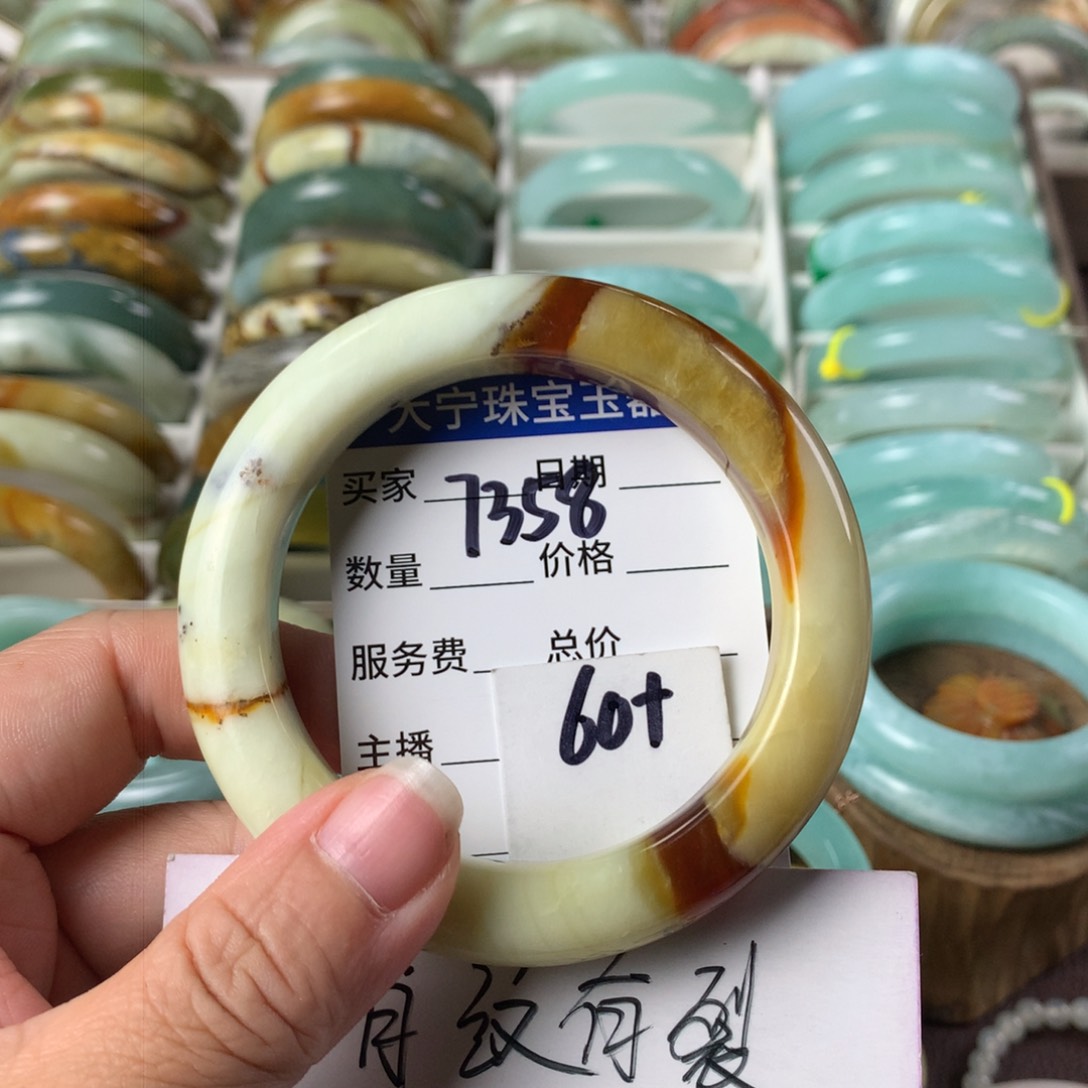 天宁珠宝玉器
买家 日期
7358
数量 价格
服务费 总价
60+
主播
有纹有裂